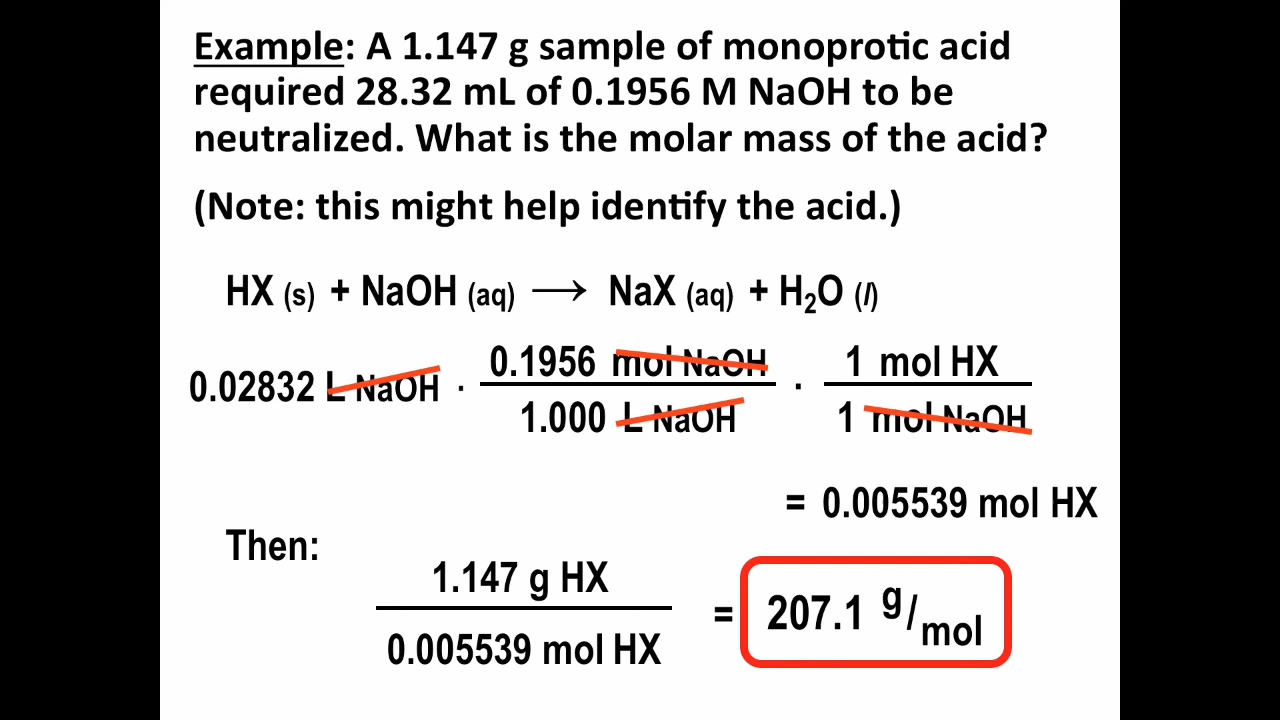 Example: A 1.147 g sample of monoprotic acid
required 28.32 mL of 0.1956 M NaOH to be
neutralized. What is the molar mass of the acid?
(Note: this might help identify the acid.)
HX (s) + NaOH (aq) ⟶ NaX (aq) + H₂O (l)
0.1956 mol NaOH 1 mol HX
0.02832 L NaOH · ·
1.000 L NaOH 1 mol NaOH
= 0.005539 mol HX
Then:
1.147 g HX
= 207.1 g/mol
0.005539 mol HX